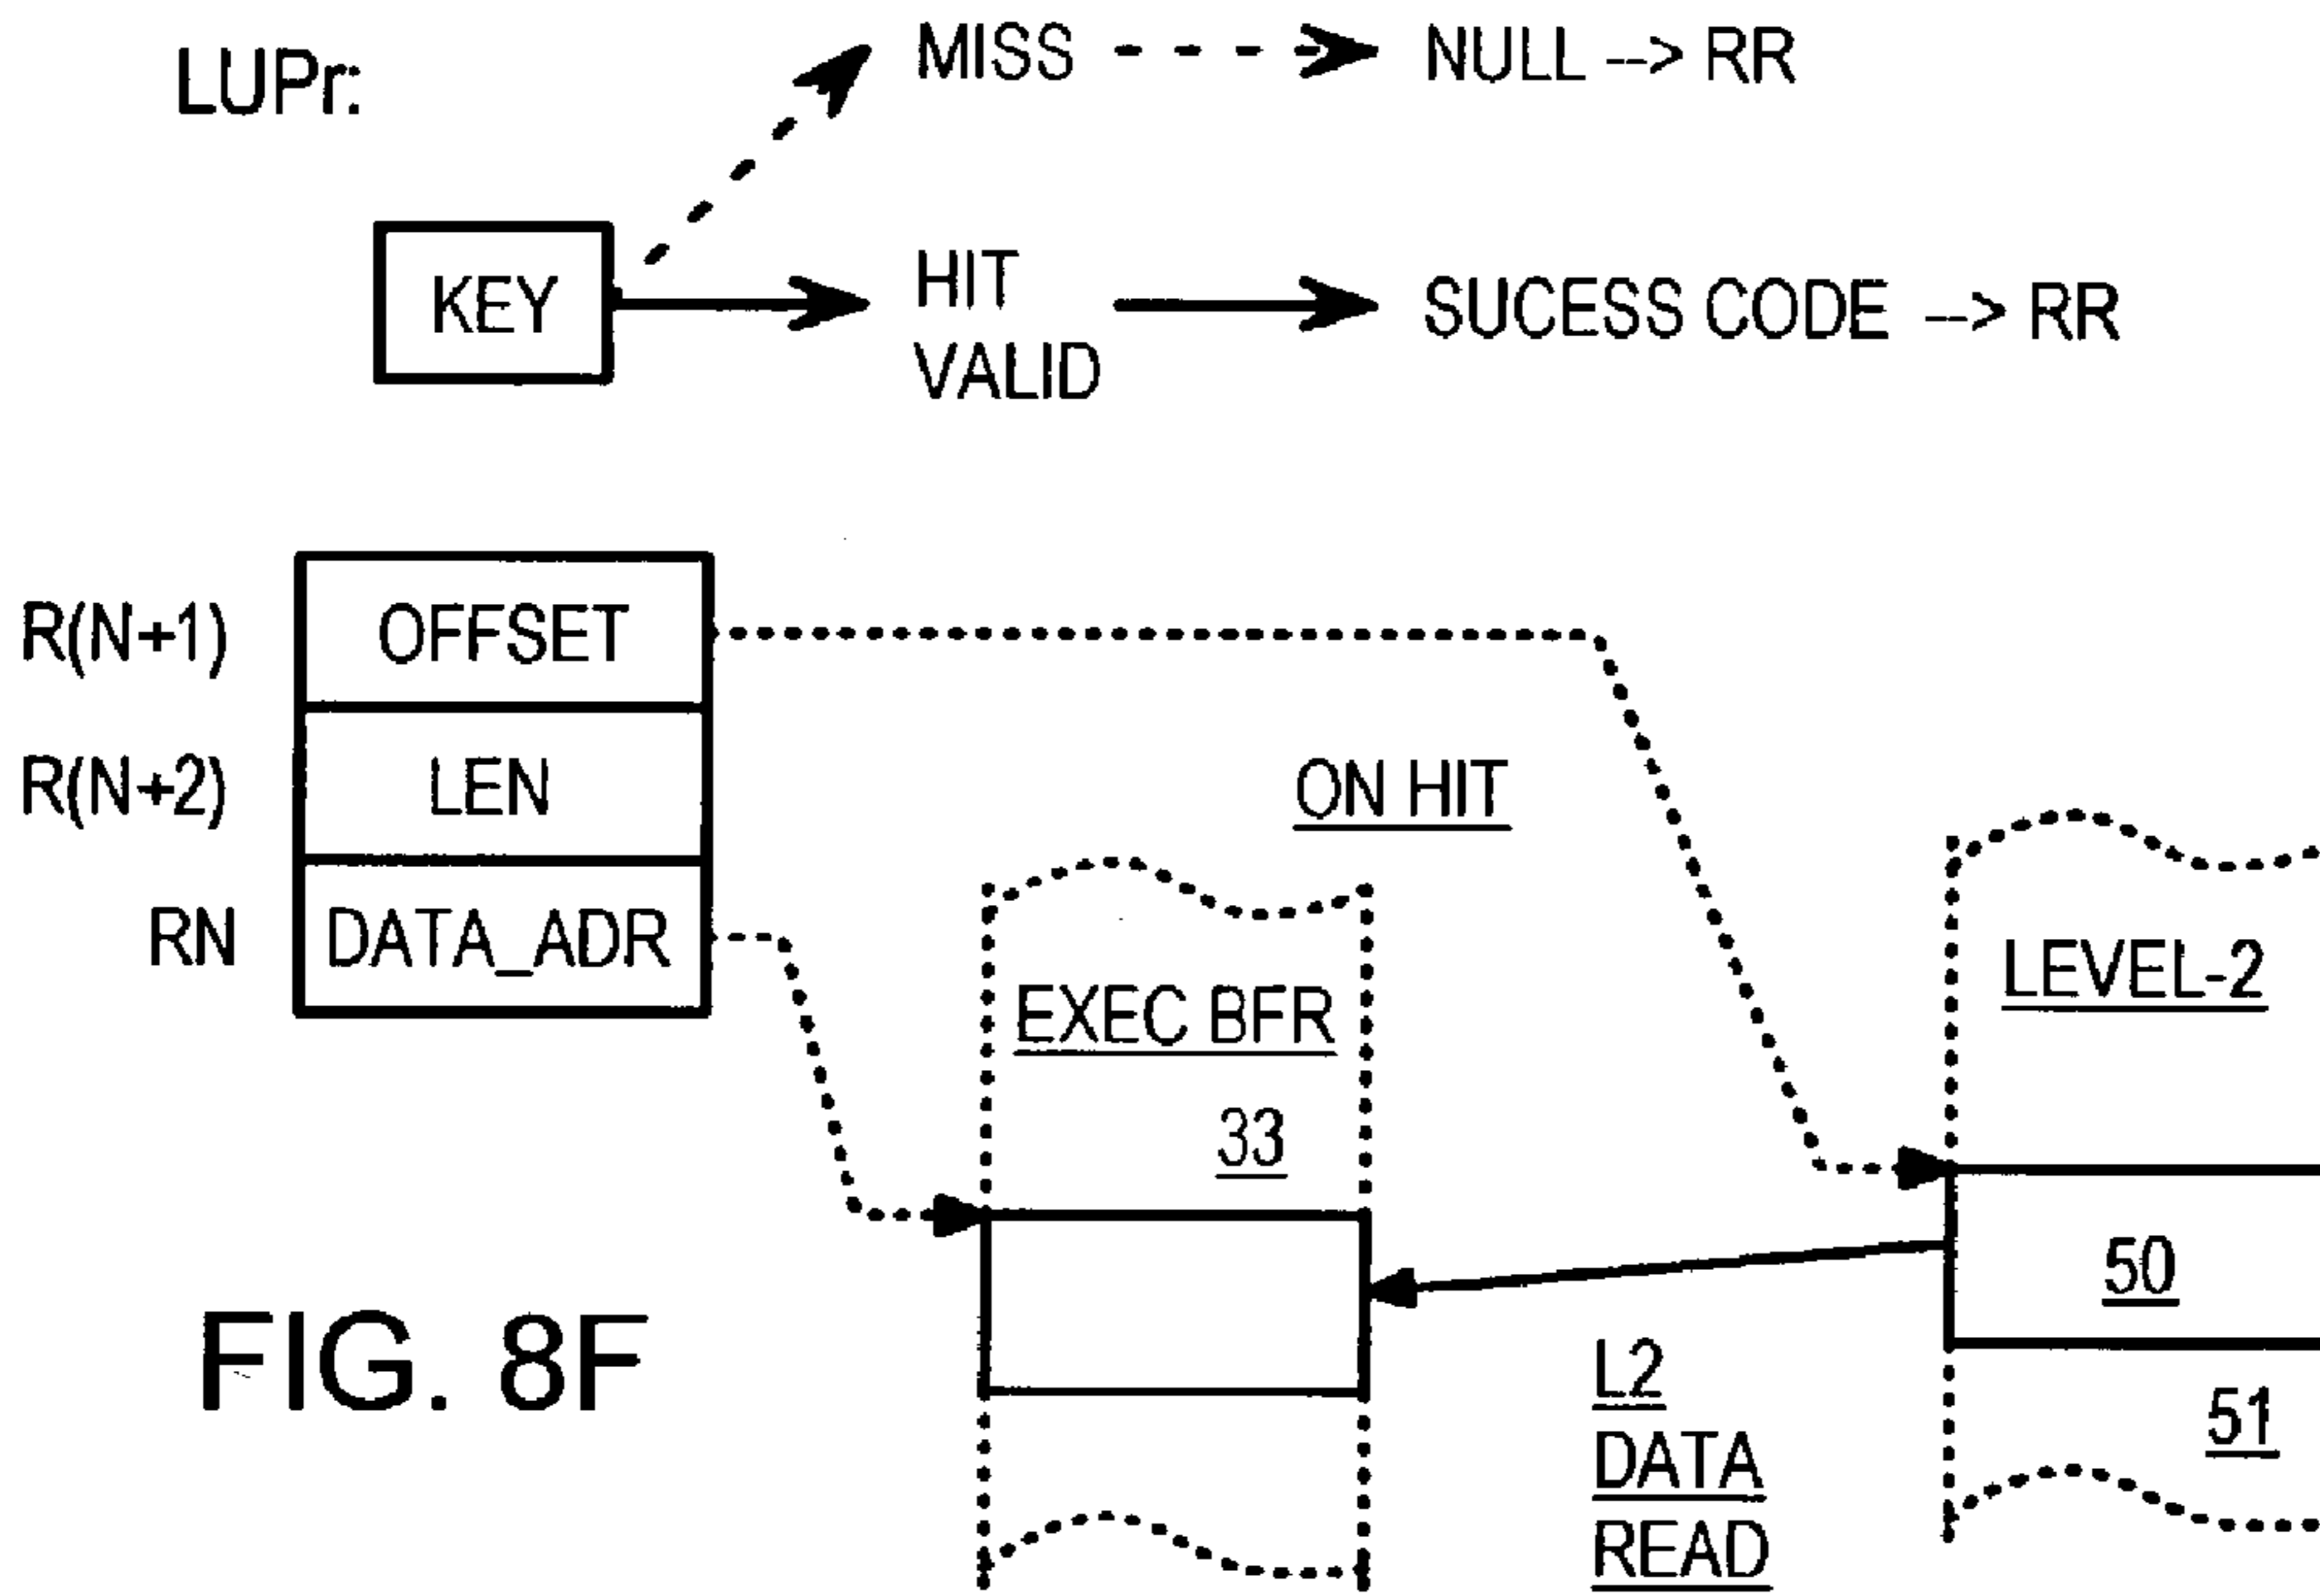 LUPr:
MISS
NULL --> RR
KEY
HIT
VALID
SUCESS CODE --> RR
R(N+1)
OFFSET
R(N+2)
LEN
ON HIT
RN
DATA_ADR
EXEC BFR
33
LEVEL-2
50
51
L2
DATA
READ
FIG. 8F